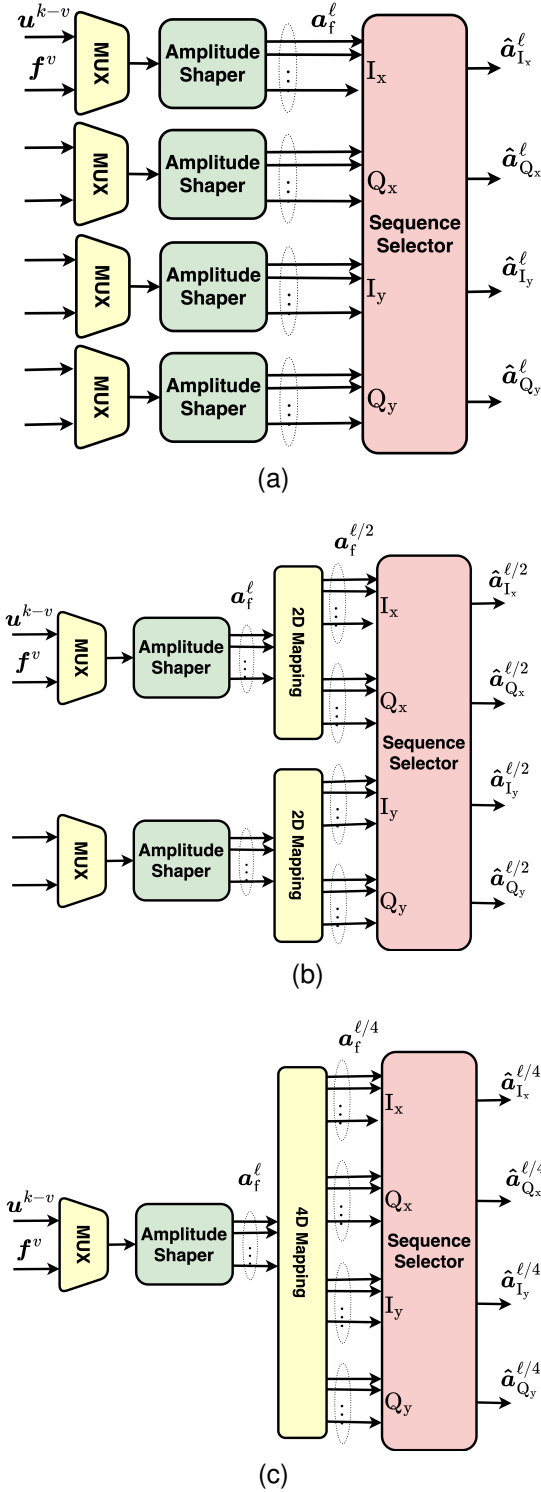 u^{k-v}
f^v
MUX
Amplitude Shaper
a_f^ℓ
I_x
â_{I_x}^ℓ
MUX
Amplitude Shaper
Q_x
â_{Q_x}^ℓ
Sequence Selector
MUX
Amplitude Shaper
I_y
â_{I_y}^ℓ
MUX
Amplitude Shaper
Q_y
â_{Q_y}^ℓ
(a)
u^{k-v}
f^v
MUX
Amplitude Shaper
a_f^ℓ
2D Mapping
a_f^{ℓ/2}
I_x
â_{I_x}^{ℓ/2}
Q_x
â_{Q_x}^{ℓ/2}
Sequence Selector
MUX
Amplitude Shaper
2D Mapping
I_y
â_{I_y}^{ℓ/2}
Q_y
â_{Q_y}^{ℓ/2}
(b)
u^{k-v}
f^v
MUX
Amplitude Shaper
a_f^ℓ
4D Mapping
a_f^{ℓ/4}
I_x
â_{I_x}^{ℓ/4}
Q_x
â_{Q_x}^{ℓ/4}
Sequence Selector
I_y
â_{I_y}^{ℓ/4}
Q_y
â_{Q_y}^{ℓ/4}
(c)